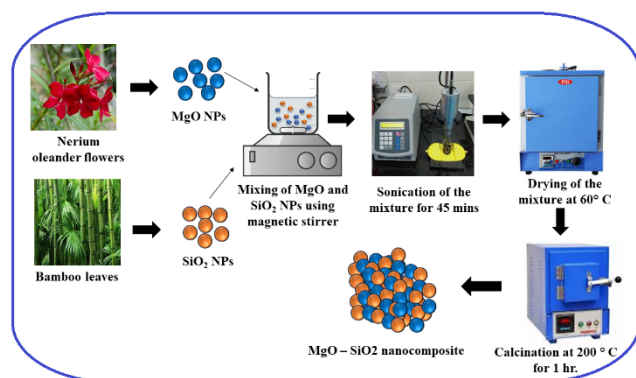 Nerium
oleander flowers
MgO NPs
Bamboo leaves
SiO₂ NPs
Mixing of MgO and
SiO₂ NPs using
magnetic stirrer
Sonication of the
mixture for 45 mins
Drying of the
mixture at 60° C
Calcination at 200 ° C
for 1 hr.
MgO – SiO2 nanocomposite